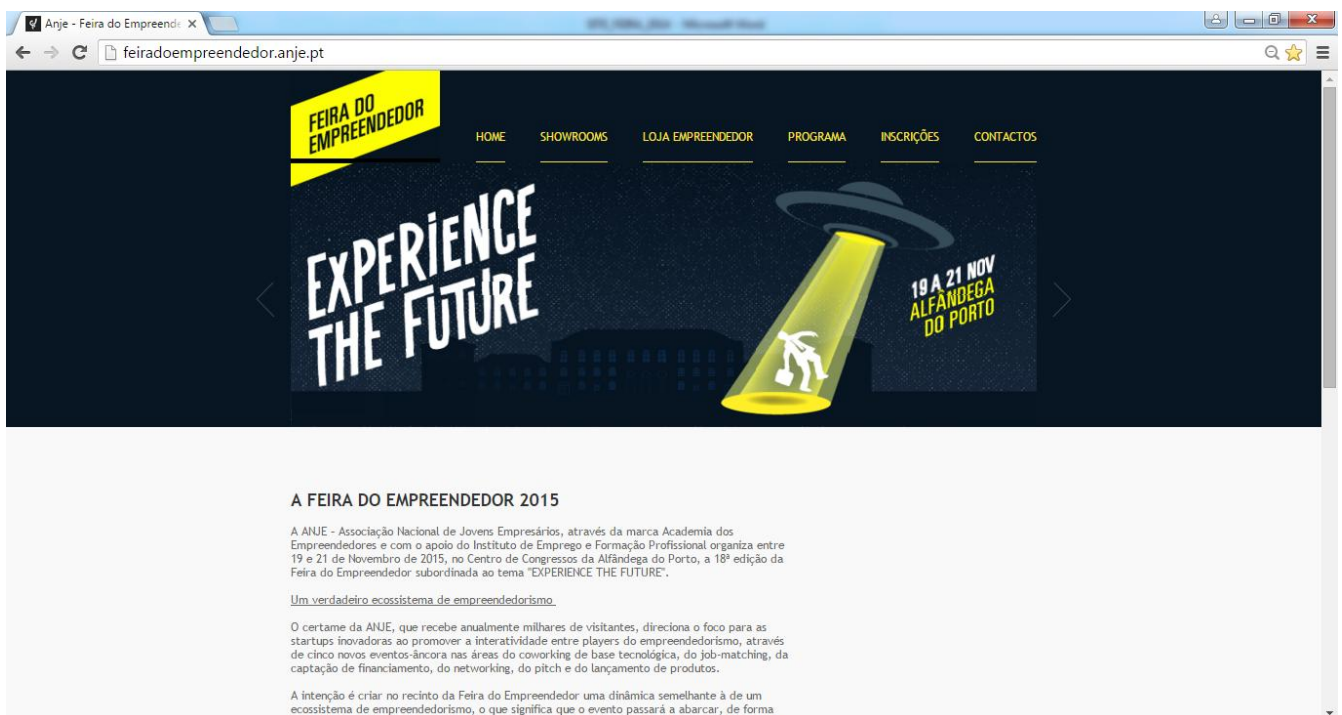 Anje - Feira do Empreende
feiradoempreendedor.anje.pt
FEIRA DO
EMPREENDEDOR
HOME SHOWROOMS LOJA EMPREENDEDOR PROGRAMA INSCRIÇÕES CONTACTOS
EXPERIENCE
THE FUTURE
19 A 21 NOV
ALFÂNDEGA
DO PORTO
A FEIRA DO EMPREENDEDOR 2015
A ANJE - Associação Nacional de Jovens Empresários, através da marca Academia dos
Empreendedores e com o apoio do Instituto de Emprego e Formação Profissional organiza entre
19 e 21 de Novembro de 2015, no Centro de Congressos da Alfândega do Porto, a 18ª edição da
Feira do Empreendedor subordinada ao tema "EXPERIENCE THE FUTURE".
Um verdadeiro ecossistema de empreendedorismo
O certame da ANJE, que recebe anualmente milhares de visitantes, direciona o foco para as
startups inovadoras ao promover a interatividade entre players do empreendedorismo, através
de cinco novos eventos-âncora nas áreas do coworking de base tecnológica, do job-matching, da
captação de financiamento, do networking, do pitch e do lançamento de produtos.
A intenção é criar no recinto da Feira do Empreendedor uma dinâmica semelhante à de um
ecossistema de empreendedorismo, o que significa que o evento passará a abarcar, de forma